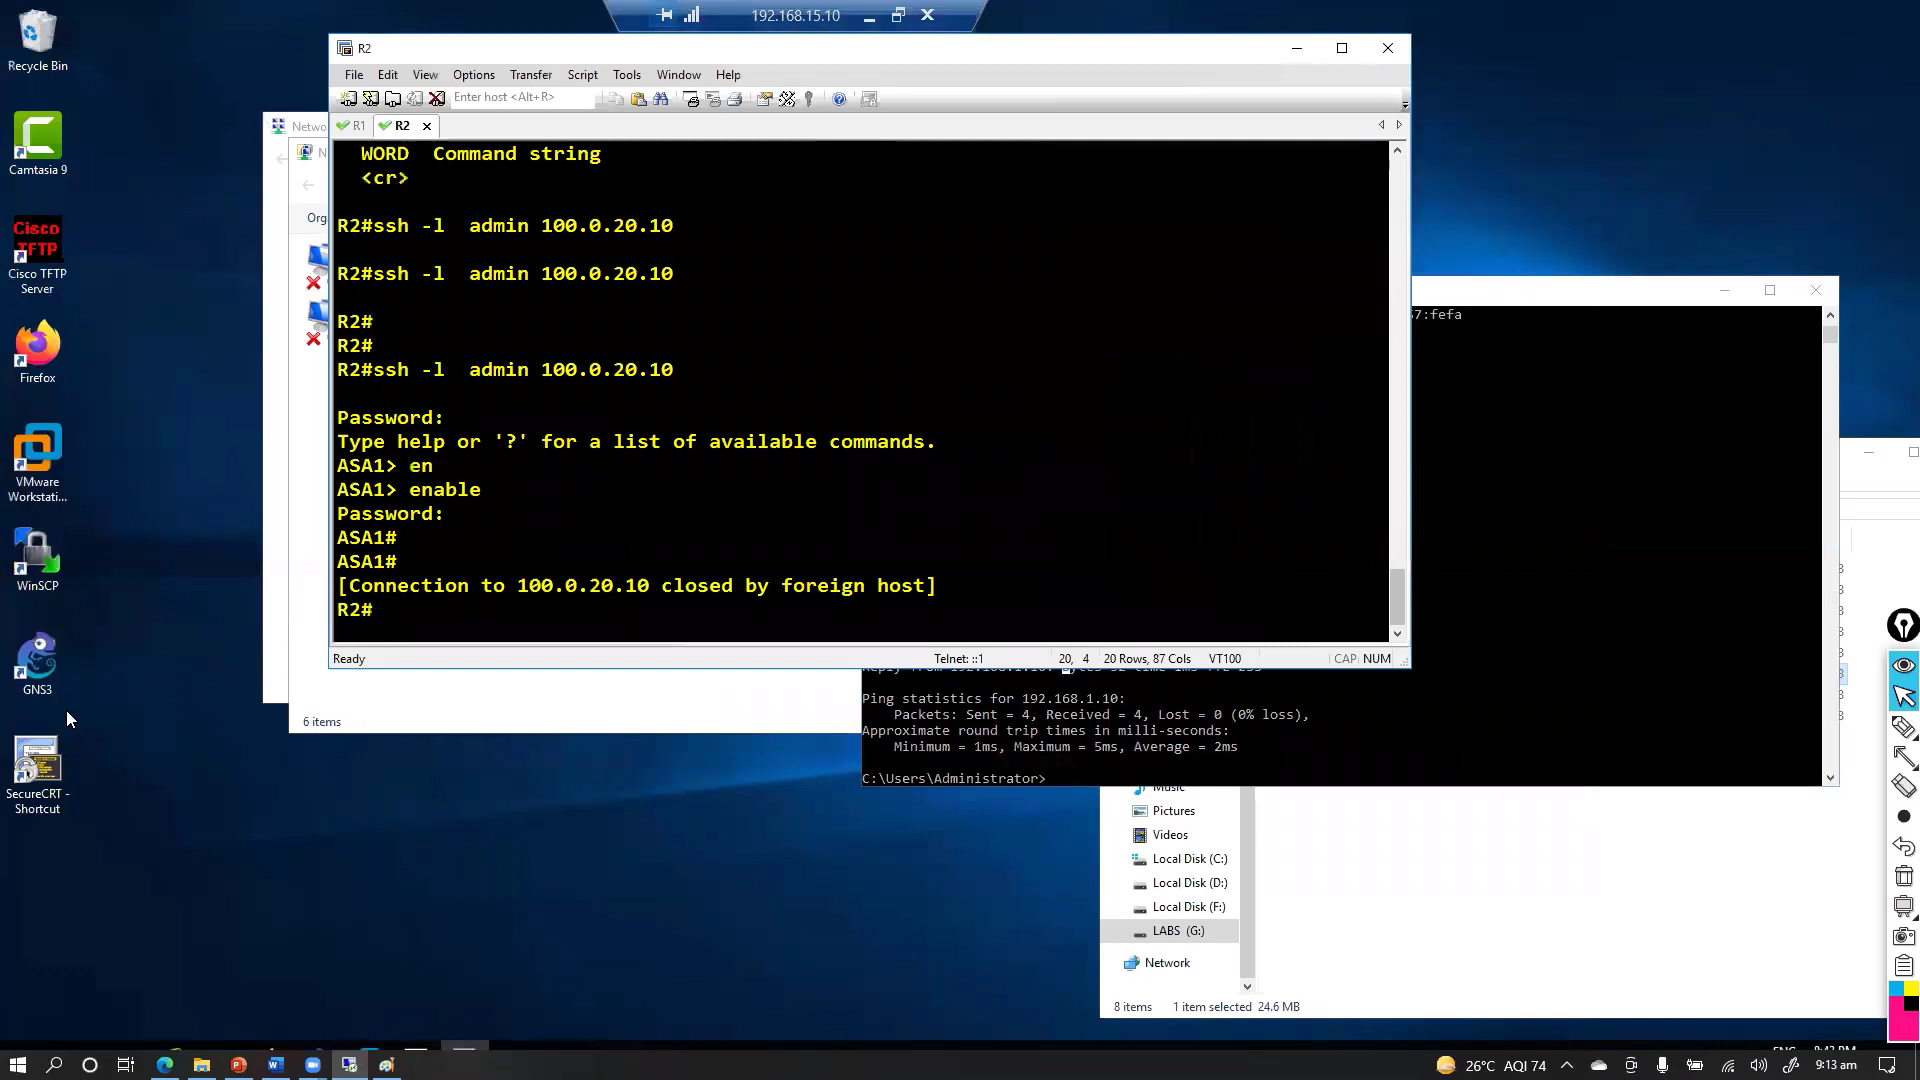 192.168.15.10
Recycle Bin
Camtasia 9
Cisco
TFTP
Cisco TFTP
Server
Firefox
VMware
Workstati...
WinSCP
GNS3
SecureCRT -
Shortcut
R2
File Edit View Options Transfer Script Tools Window Help
Enter host <Alt+R>
R1 R2
WORD Command string
<cr>
R2#ssh -l  admin 100.0.20.10
R2#ssh -l  admin 100.0.20.10
R2#
R2#
R2#ssh -l  admin 100.0.20.10
Password:
Type help or '?' for a list of available commands.
ASA1> en
ASA1> enable
Password:
ASA1#
ASA1#
[Connection to 100.0.20.10 closed by foreign host]
R2#
Ready Telnet: ::1 20, 4 20 Rows, 87 Cols VT100 CAP NUM
Netwo
N
Org
6 items
7:fefa
Ping statistics for 192.168.1.10:
Packets: Sent = 4, Received = 4, Lost = 0 (0% loss),
Approximate round trip times in milli-seconds:
Minimum = 1ms, Maximum = 5ms, Average = 2ms
C:\Users\Administrator>
Music
Pictures
Videos
Local Disk (C:)
Local Disk (D:)
Local Disk (F:)
LABS (G:)
Network
8 items 1 item selected 24.6 MB
26°C AQI 74 9:13 am